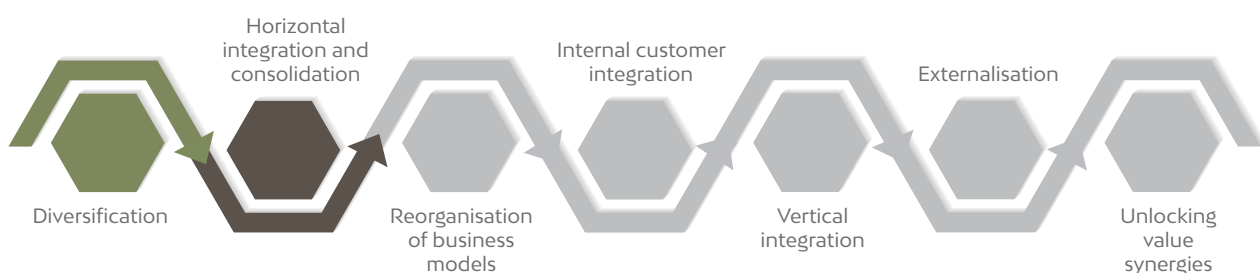 Diversification
Horizontal
integration and
consolidation
Reorganisation
of business
models
Internal customer
integration
Vertical
integration
Externalisation
Unlocking
value
synergies